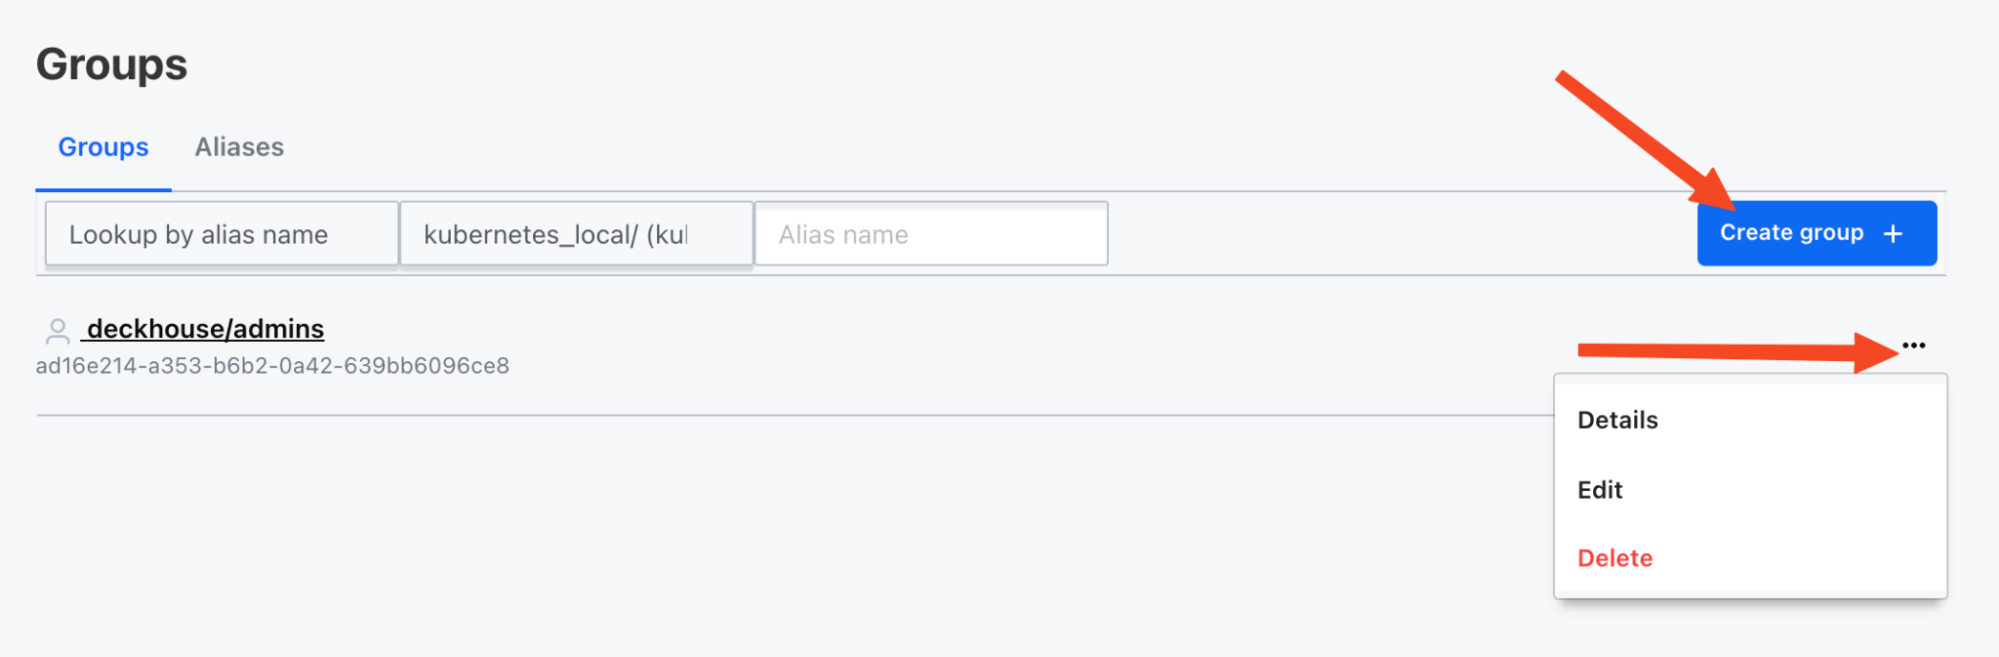 Groups
Groups Aliases
Lookup by alias name kubernetes_local/ (ku Alias name Create group +
deckhouse/admins
ad16e214-a353-b6b2-0a42-639bb6096ce8
Details
Edit
Delete